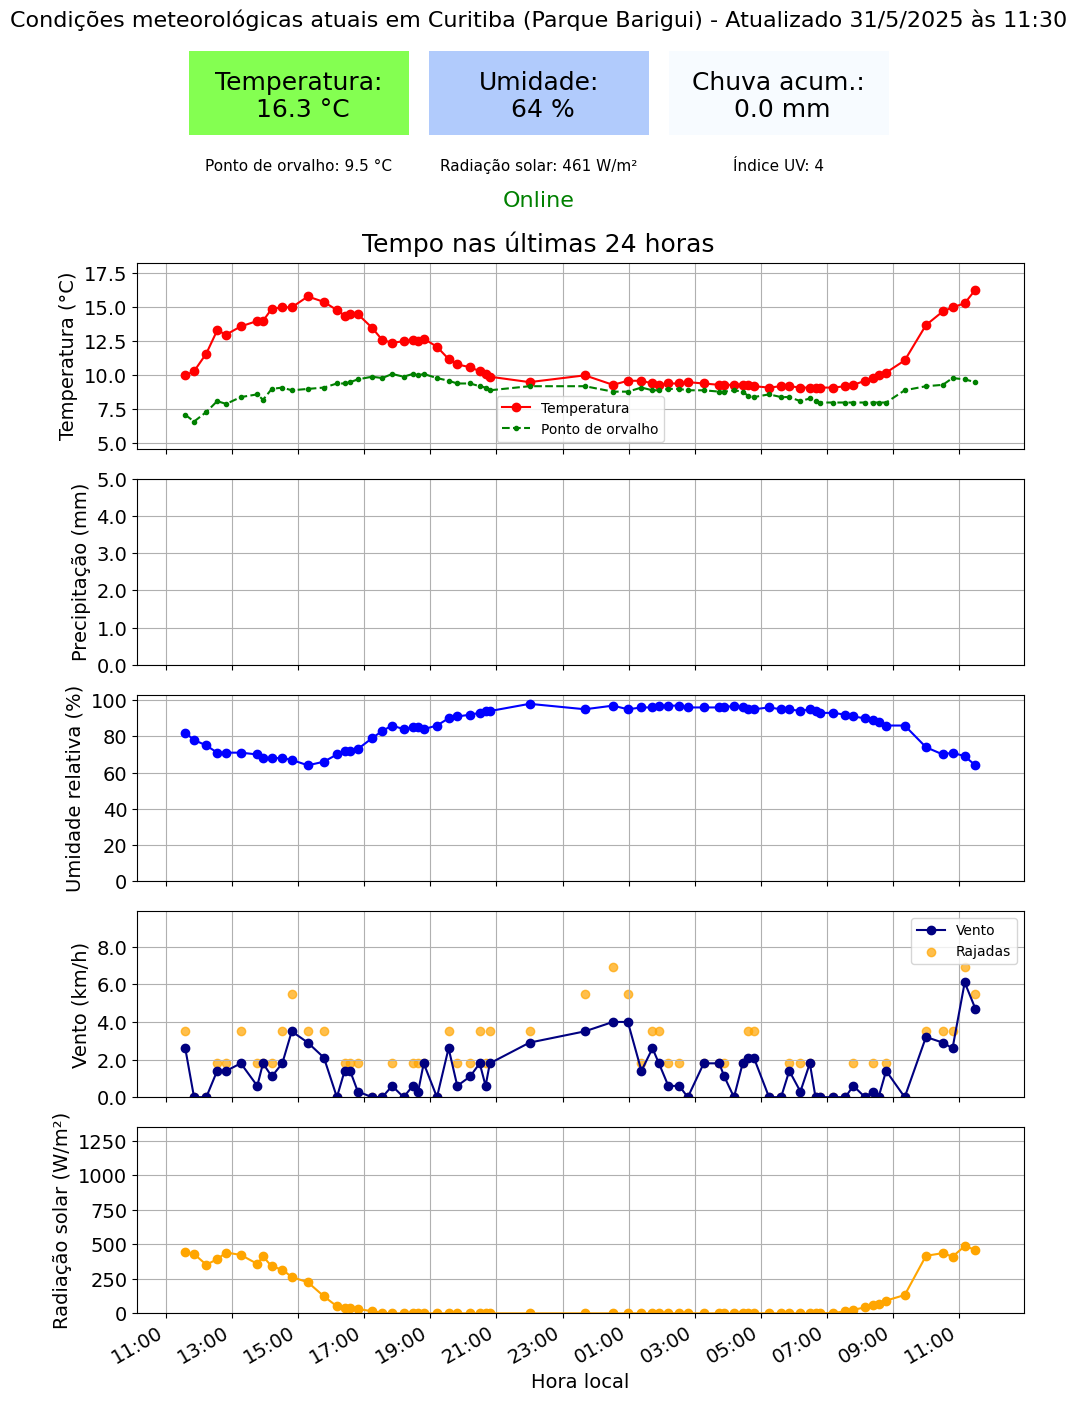 Condições meteorológicas atuais em Curitiba (Parque Barigui) - Atualizado 31/5/2025 às 11:30
Temperatura:
16.3 °C
Umidade:
64 %
Chuva acum.:
0.0 mm
Ponto de orvalho: 9.5 °C
Radiação solar: 461 W/m²
Índice UV: 4
Online
Tempo nas últimas 24 horas
Temperatura (°C)
17.5
15.0
12.5
10.0
7.5
5.0
Temperatura
Ponto de orvalho
Precipitação (mm)
5.0
4.0
3.0
2.0
1.0
0.0
Umidade relativa (%)
100
80
60
40
20
0
Vento (km/h)
8.0
6.0
4.0
2.0
0.0
Vento
Rajadas
Radiação solar (W/m²)
1250
1000
750
500
250
0
11:00
13:00
15:00
17:00
19:00
21:00
23:00
01:00
03:00
05:00
07:00
09:00
11:00
Hora local